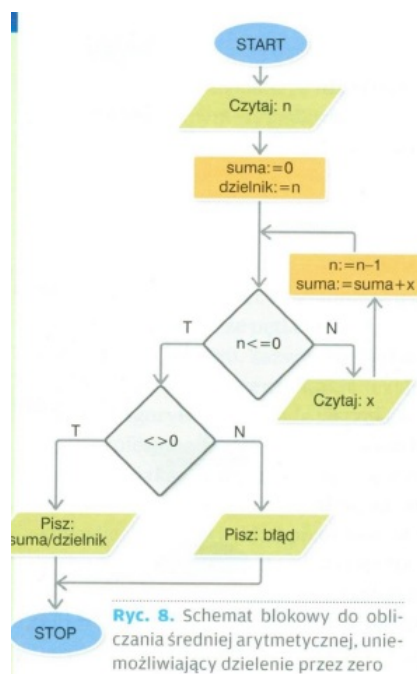 START
Czytaj: n
suma:=0
dzielnik:=n
n:=n–1
suma:=suma+x
T
n<=0
N
Czytaj: x
T
<>0
N
Pisz:
suma/dzielnik
Pisz: błąd
STOP
Ryc. 8. Schemat blokowy do obli-
czania średniej arytmetycznej, unie-
możliwiający dzielenie przez zero